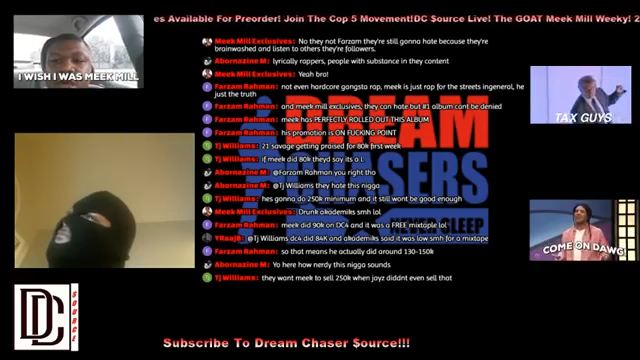 es Available For Preorder! Join The Cop 5 Movement!DC $ource Live! The GOAT Meek Mill Weeky! 2
I WISH I WAS MEEK MILL
Meek Mill Exclusives: No they not Farzam they're still gonna hate because they're
brainwashed and listen to others they're followers.
Abornazine M: lyrically rappers, people with substance in they content
Meek Mill Exclusives: Yeah bro!
Farzam Rahman: not even hardcore gangsta rap, meek is just rap for the streets ingeneral, he
just the truth
Farzam Rahman: and meek mill exclusives, they can hate but #1 album cant be denied
Farzam Rahman: meek has PERFECTLY ROLLED OUT THIS ALBUM
Farzam Rahman: his promotion is ON FUCKING POINT
Tj Williams: 21 savage getting praised for 80k first week
Tj Williams: if meek did 80k theyd say its a L
Abornazine M: @Farzam Rahman You right tho
Abornazine M: @Tj Williams they hate this nigga
Tj Williams: hes gonna do 250k minimum and it still wont be good enough
Meek Mill Exclusives: Drunk akademiks smh lol
Farzam Rahman: meek did 90k on DC4 and it was a FREE mixtape lol
YRaajB: @Tj Williams dc4 did 84K and akademiks said it was low smh for a mixtape
Farzam Rahman: so that means he actually did around 130-150k
Abornazine M: Yo here how nerdy this nigga sounds
Tj Williams: they want meek to sell 250k when jayz diddnt even sell that
DREAM
CHASERS
NEVER SLEEP
TAX GUYS
COME ON DAWG!
DC
$OURCE
Subscribe To Dream Chaser $ource!!!